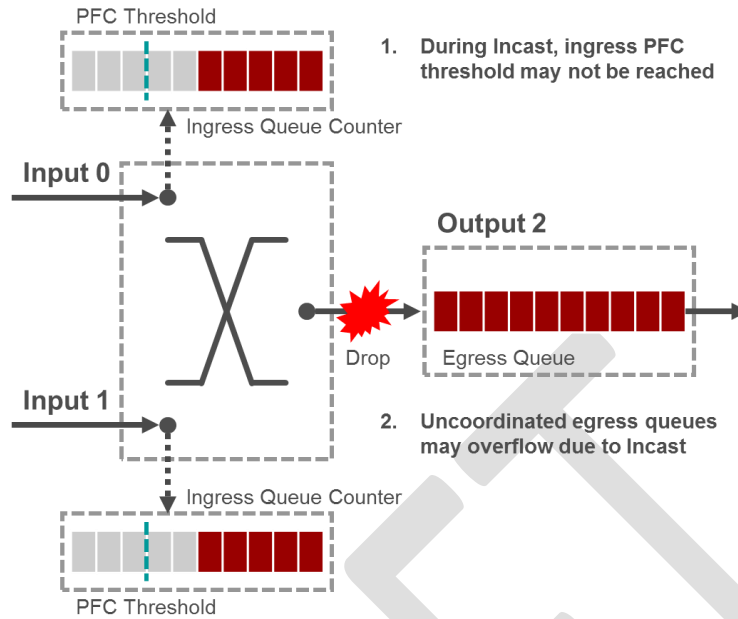 PFC Threshold
1. During Incast, ingress PFC
threshold may not be reached
Ingress Queue Counter
Input 0
Output 2
Drop
Egress Queue
Input 1
2. Uncoordinated egress queues
may overflow due to Incast
Ingress Queue Counter
PFC Threshold